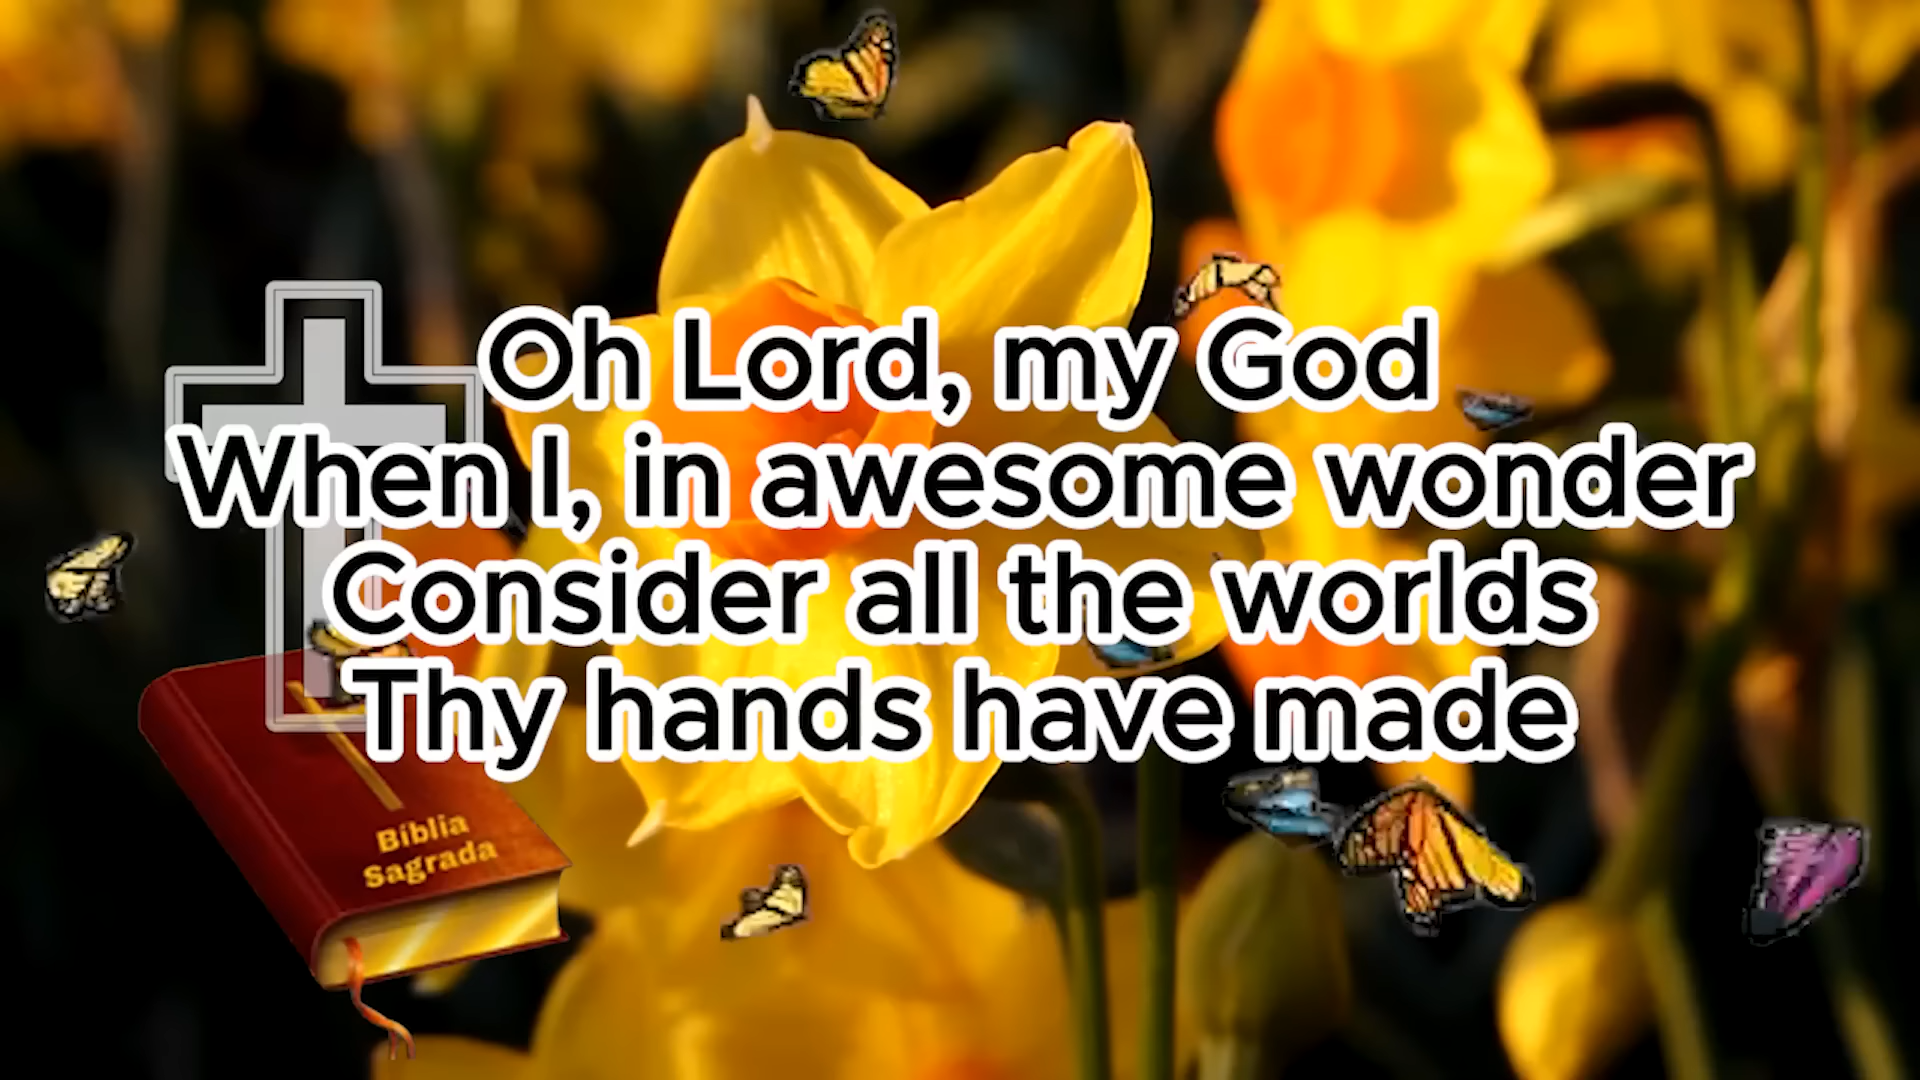 Oh Lord, my God
When I, in awesome wonder
Consider all the worlds
Thy hands have made
Bíblia
Sagrada